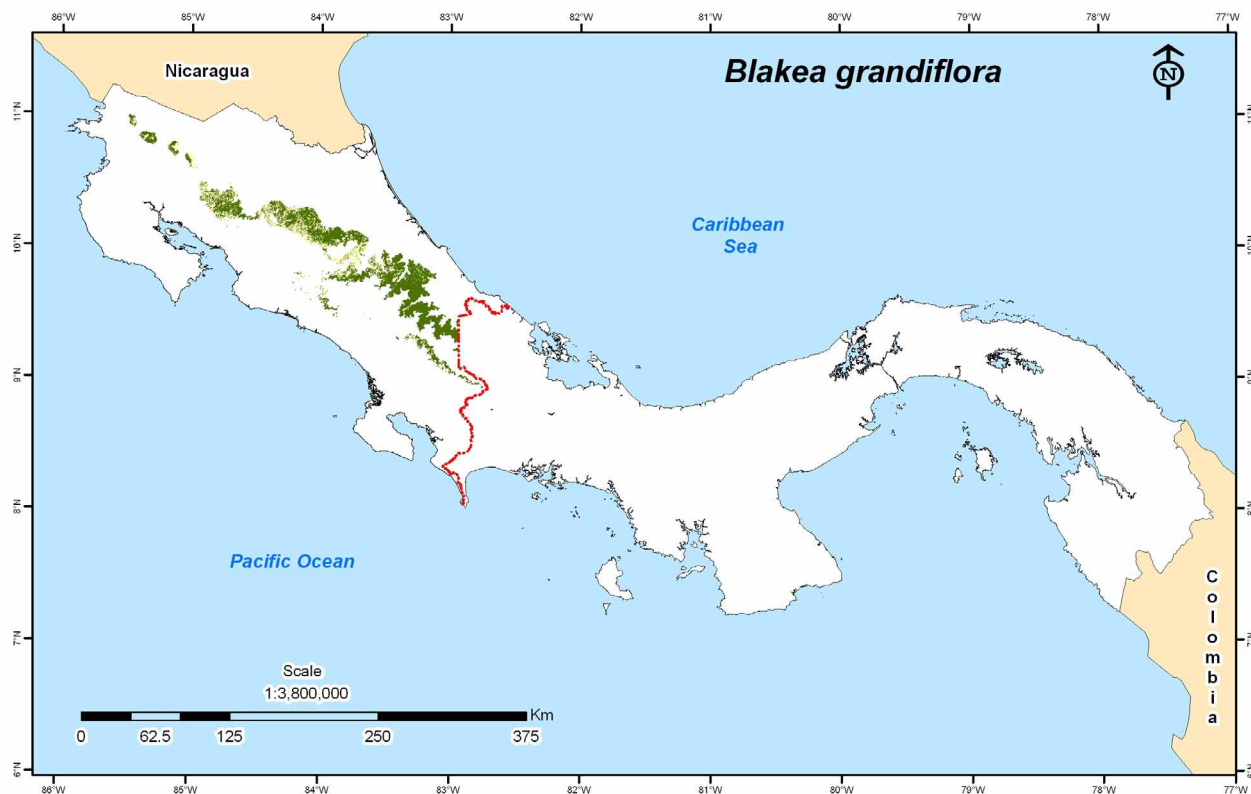 86°W 85°W 84°W 83°W 82°W 81°W 80°W 79°W 78°W 77°W
Nicaragua
Blakea grandiflora
N
11°N
11°N
Caribbean
Sea
10°N
10°N
9°N
9°N
8°N
8°N
Pacific Ocean
Colombia
7°N
7°N
Scale
1:3,800,000
Km
0 62.5 125 250 375
6°N
6°N
86°W 85°W 84°W 83°W 82°W 81°W 80°W 79°W 78°W 77°W